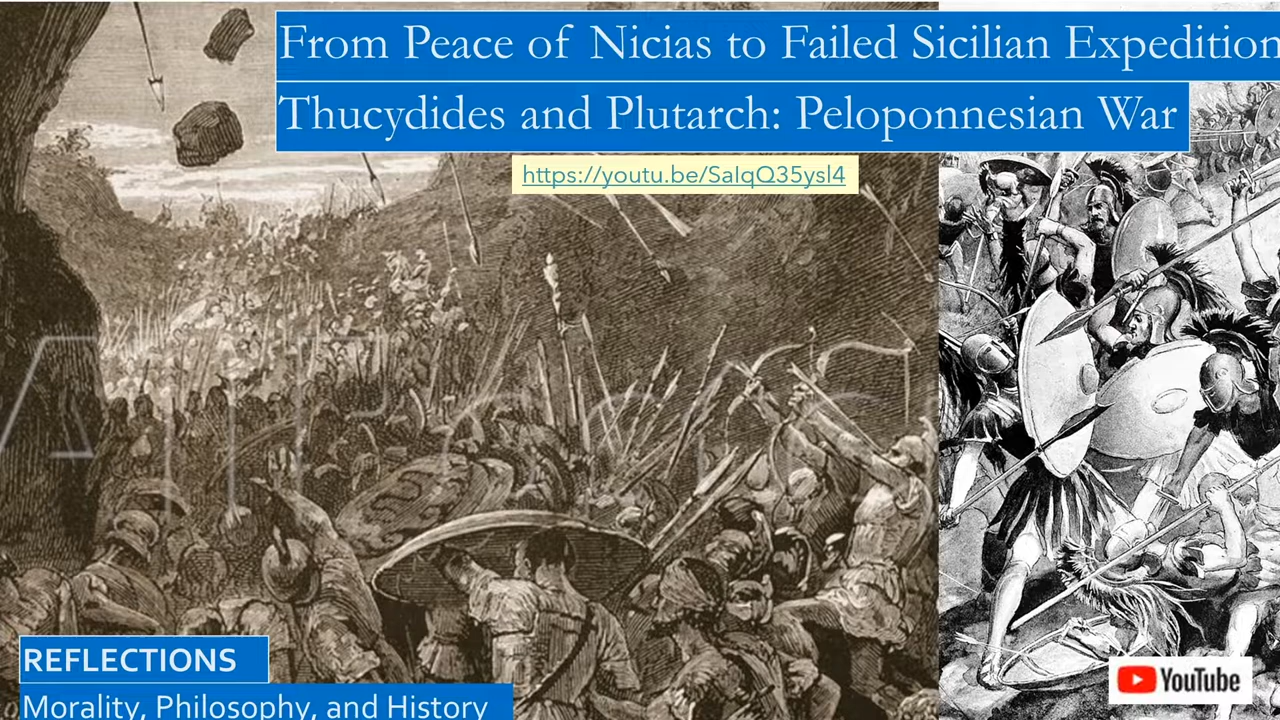 From Peace of Nicias to Failed Sicilian Expedition
Thucydides and Plutarch: Peloponnesian War
https://youtu.be/SaIqQ35ysl4
REFLECTIONS
Morality, Philosophy, and History
YouTube